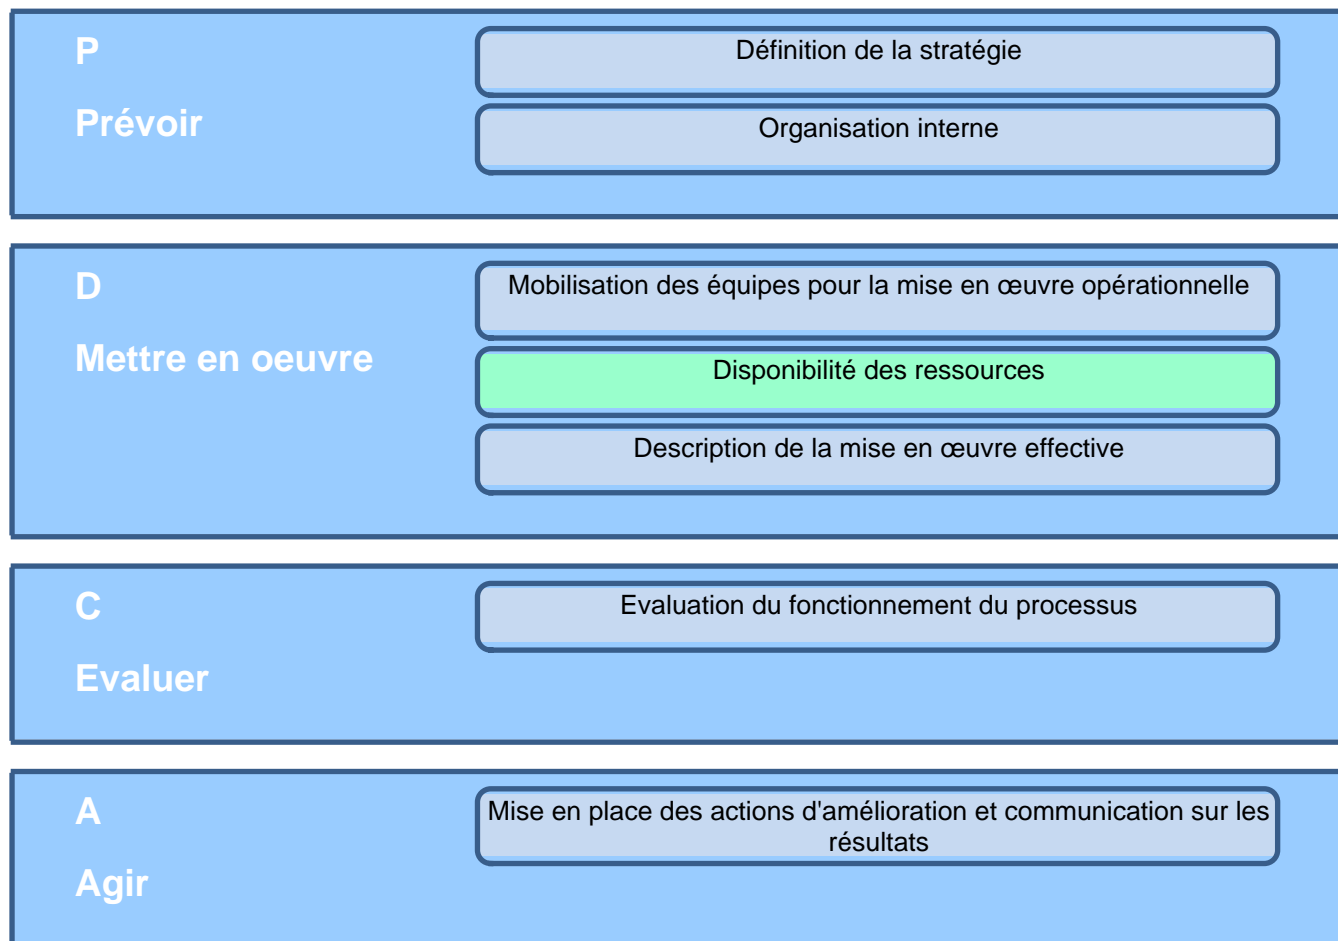 P
Prévoir
Définition de la stratégie
Organisation interne
D
Mettre en oeuvre
Mobilisation des équipes pour la mise en œuvre opérationnelle
Disponibilité des ressources
Description de la mise en œuvre effective
C
Evaluer
Evaluation du fonctionnement du processus
A
Agir
Mise en place des actions d'amélioration et communication sur les
résultats